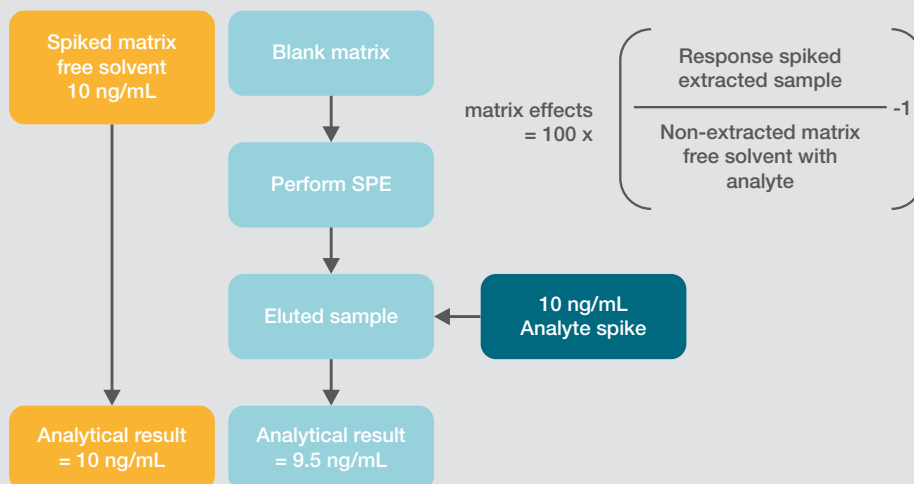 Spiked matrix
free solvent
10 ng/mL
Blank matrix
Perform SPE
Eluted sample
10 ng/mL
Analyte spike
Analytical result
= 10 ng/mL
Analytical result
= 9.5 ng/mL
matrix effects
= 100 x
Response spiked
extracted sample
Non-extracted matrix
free solvent with
analyte
-1